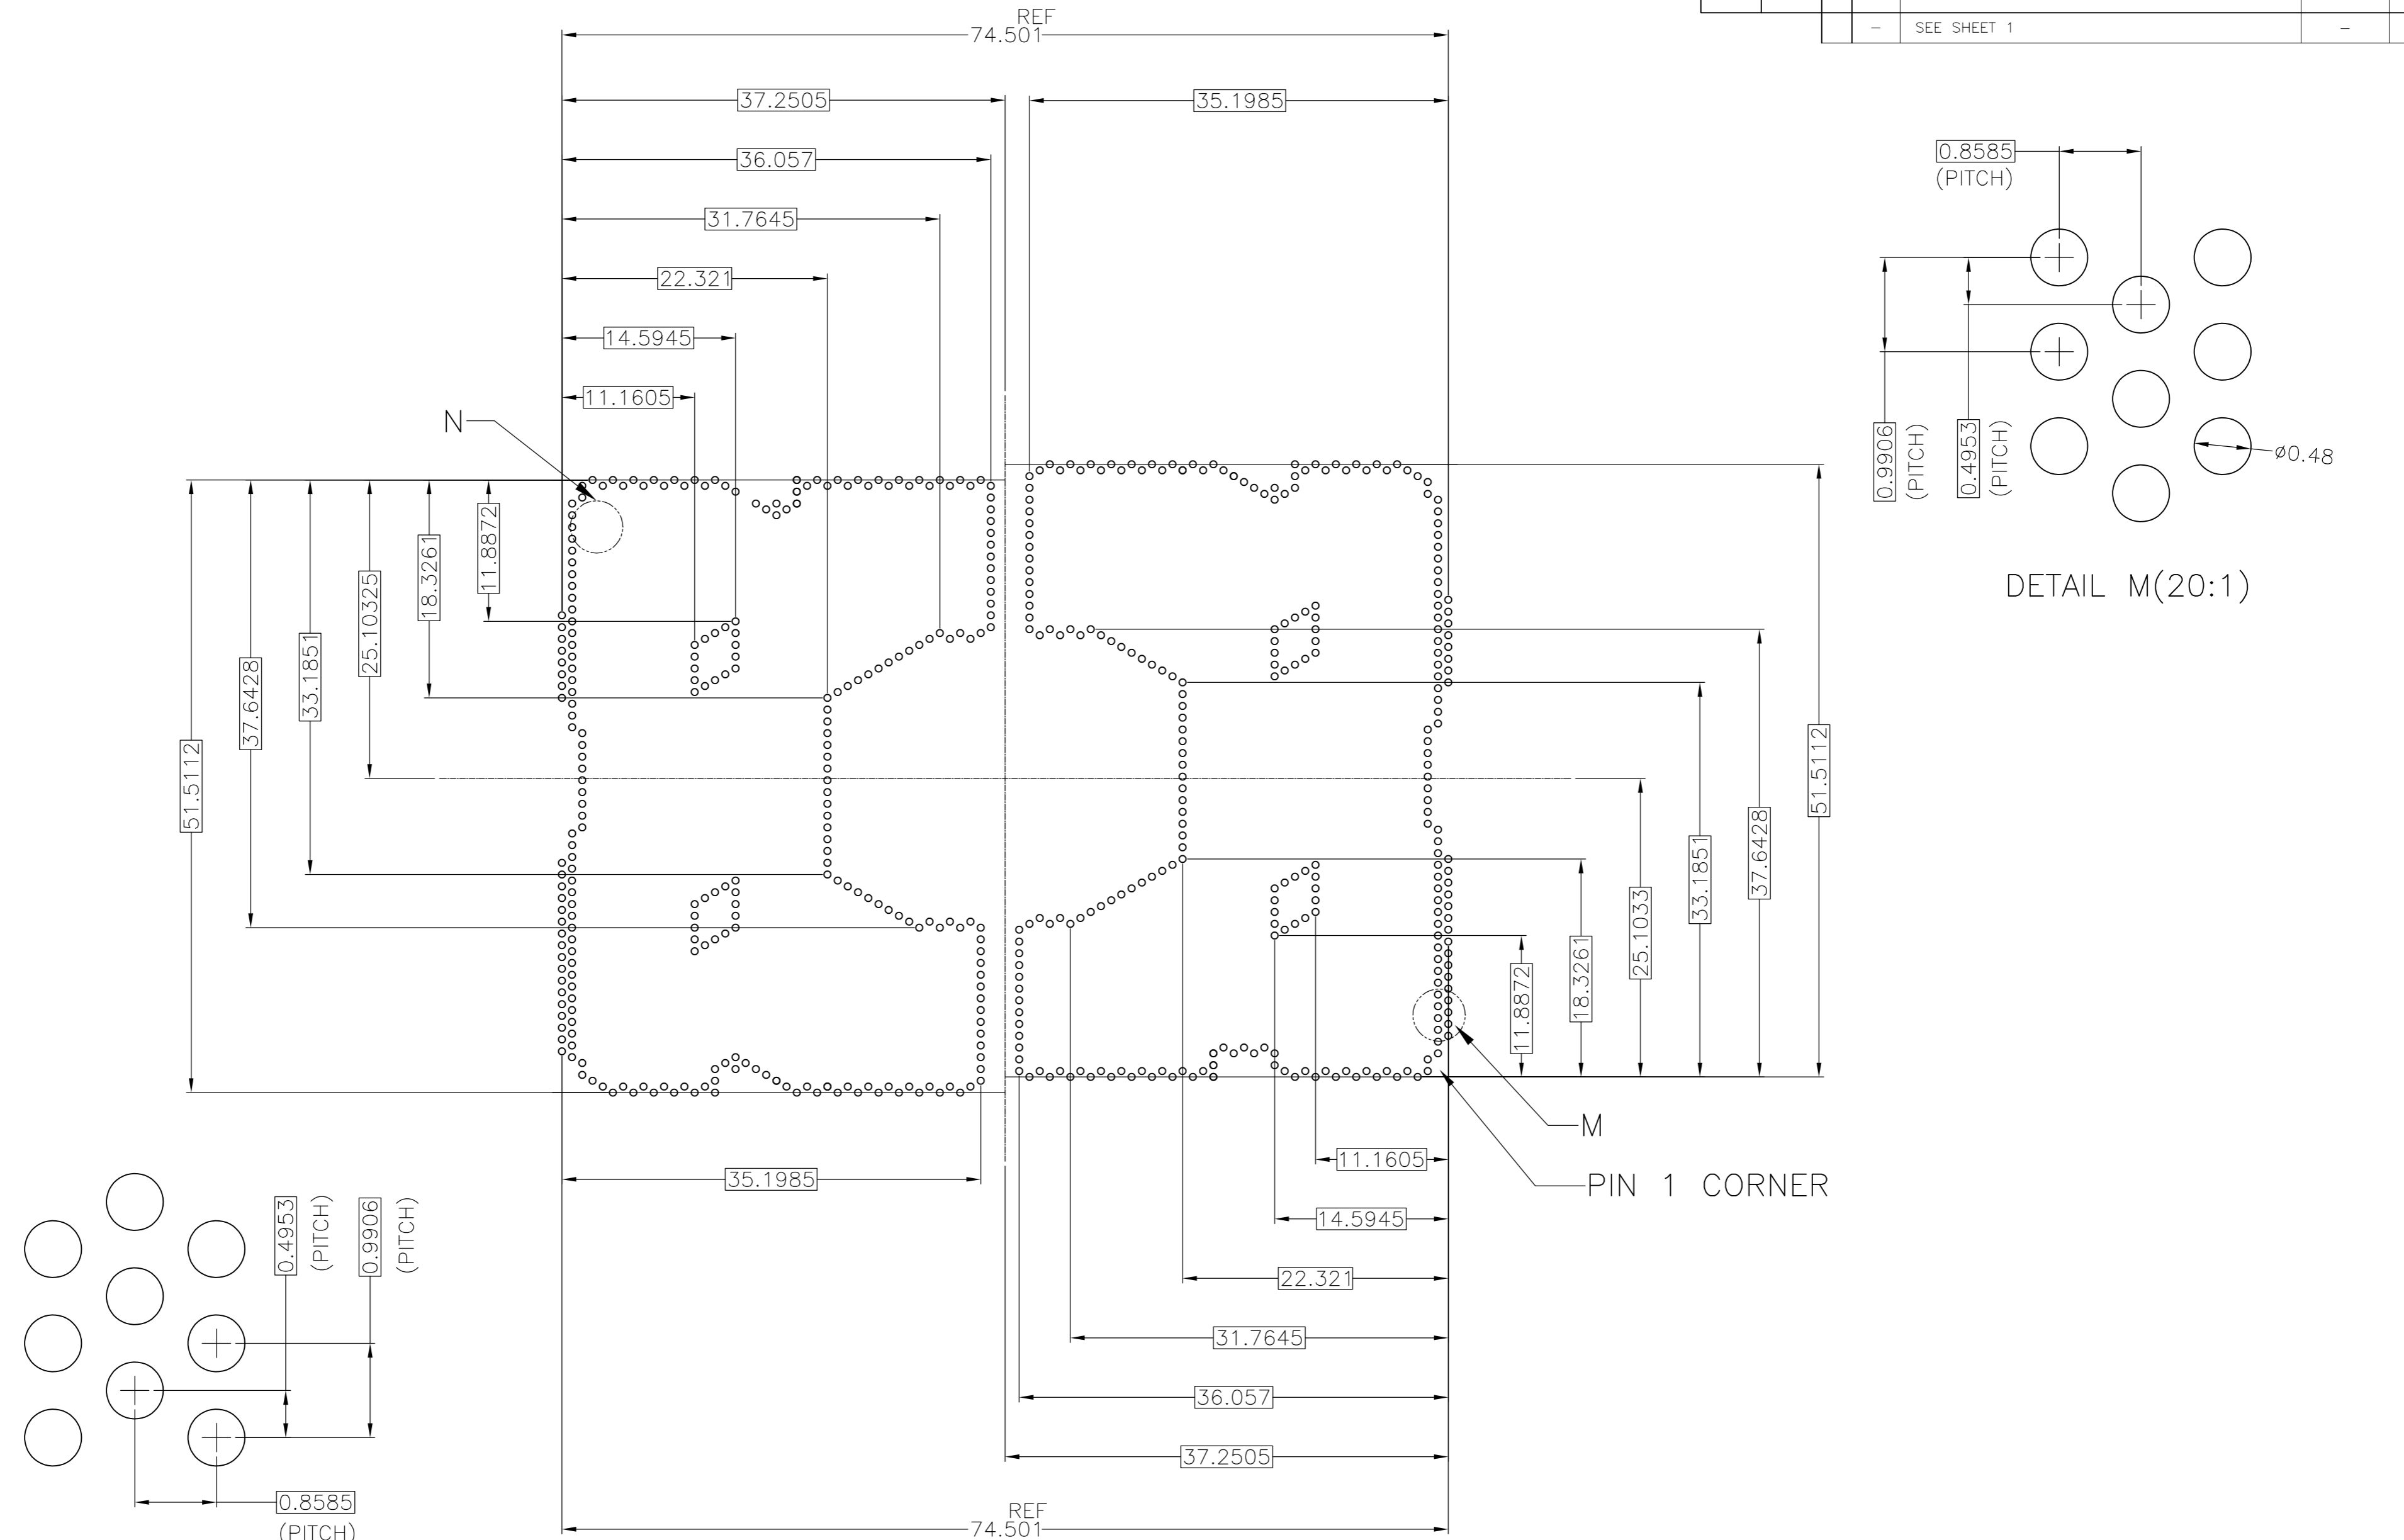 REF
74.501
- SEE SHEET 1 -
37.2505
35.1985
36.057
31.7645
22.321
14.5945
11.1605
N
0.8585
(PITCH)
0.9906
(PITCH)
0.4953
(PITCH)
Ø0.48
DETAIL M(20:1)
51.5112
37.6428
33.1851
25.10325
18.3261
11.8872
11.8872
18.3261
25.1033
33.1851
37.6428
51.5112
M
PIN 1 CORNER
11.1605
35.1985
14.5945
22.321
31.7645
36.057
37.2505
REF
74.501
0.4953
(PITCH)
0.9906
(PITCH)
0.8585
(PITCH)